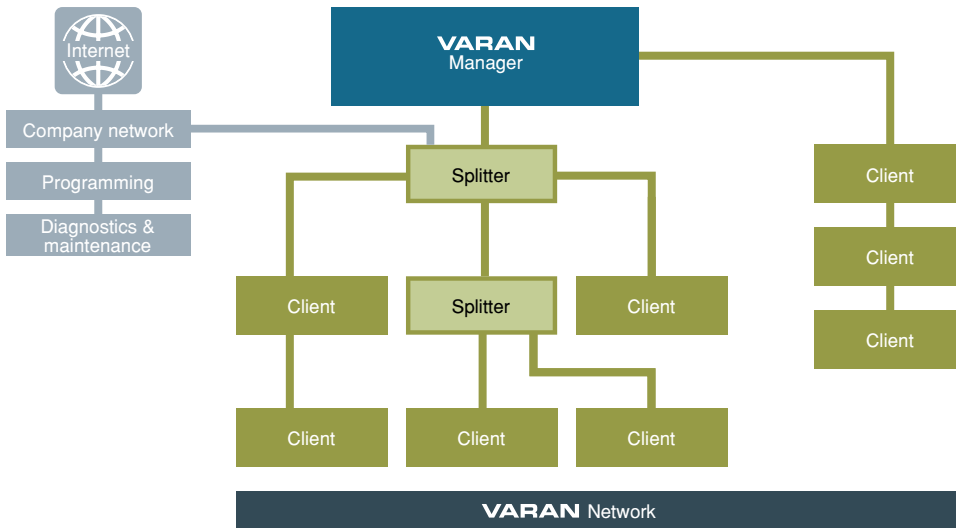 Internet
VARAN
Manager
Company network
Programming
Diagnostics &
maintenance
Splitter
Client
Client
Client
Client
Splitter
Client
Client
Client
Client
Client
VARAN Network